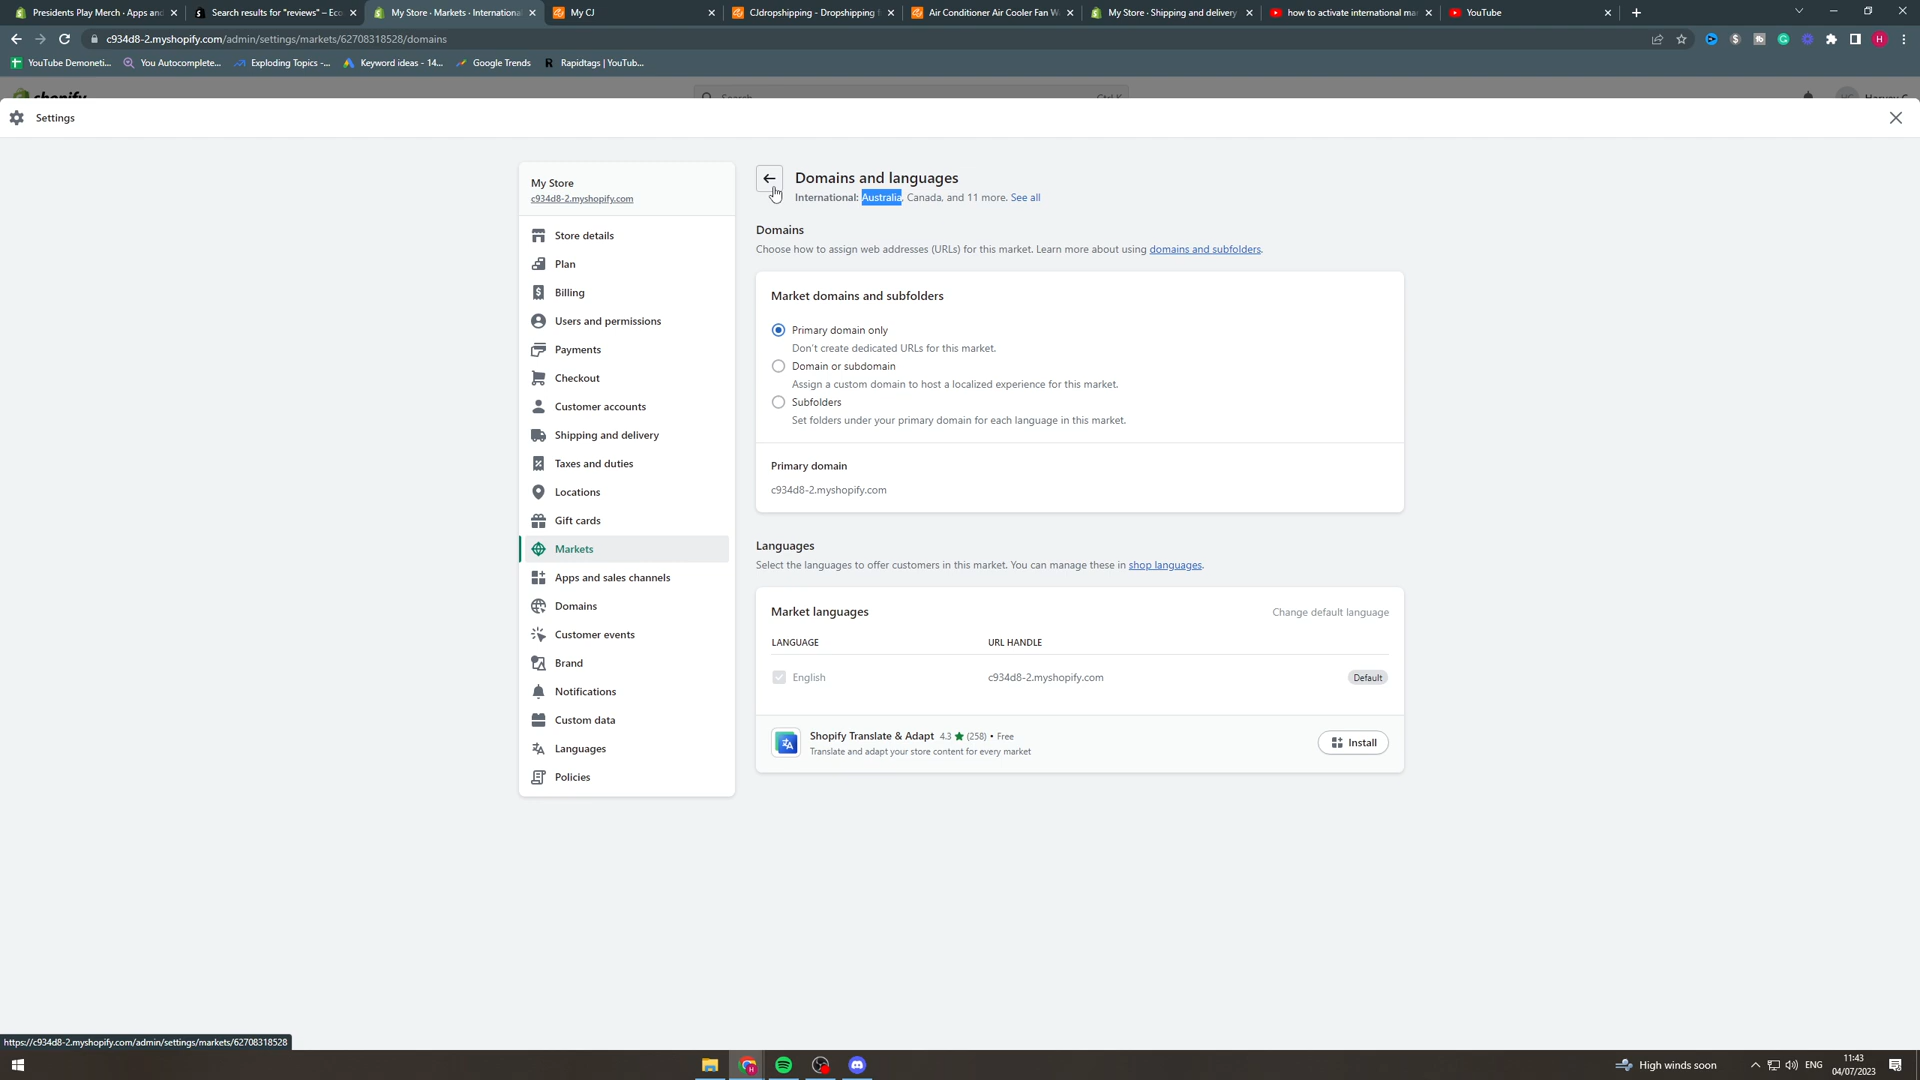 Presidents Play Merch · Apps and
Search results for "reviews" – Eco
My Store · Markets · International
My CJ
CJdropshipping - Dropshipping f
Air Conditioner Air Cooler Fan W
My Store · Shipping and delivery
how to activate international mar
YouTube
c934d8-2.myshopify.com/admin/settings/markets/62708318528/domains
YouTube Demoneti...
You Autocomplete...
Exploding Topics -...
Keyword ideas - 14...
Google Trends
Rapidtags | YouTub...
shopify
Search
Ctrl K
Settings
My Store
c934d8-2.myshopify.com
Store details
Plan
Billing
Users and permissions
Payments
Checkout
Customer accounts
Shipping and delivery
Taxes and duties
Locations
Gift cards
Markets
Apps and sales channels
Domains
Customer events
Brand
Notifications
Custom data
Languages
Policies
Domains and languages
International: Australia, Canada, and 11 more. See all
Domains
Choose how to assign web addresses (URLs) for this market. Learn more about using domains and subfolders.
Market domains and subfolders
Primary domain only
Don't create dedicated URLs for this market.
Domain or subdomain
Assign a custom domain to host a localized experience for this market.
Subfolders
Set folders under your primary domain for each language in this market.
Primary domain
c934d8-2.myshopify.com
Languages
Select the languages to offer customers in this market. You can manage these in shop languages.
Market languages
Change default language
LANGUAGE
URL HANDLE
English
c934d8-2.myshopify.com
Default
Shopify Translate & Adapt 4.3 ★ (258) • Free
Translate and adapt your store content for every market
Install
https://c934d8-2.myshopify.com/admin/settings/markets/62708318528
High winds soon
ENG
11:43
04/07/2023